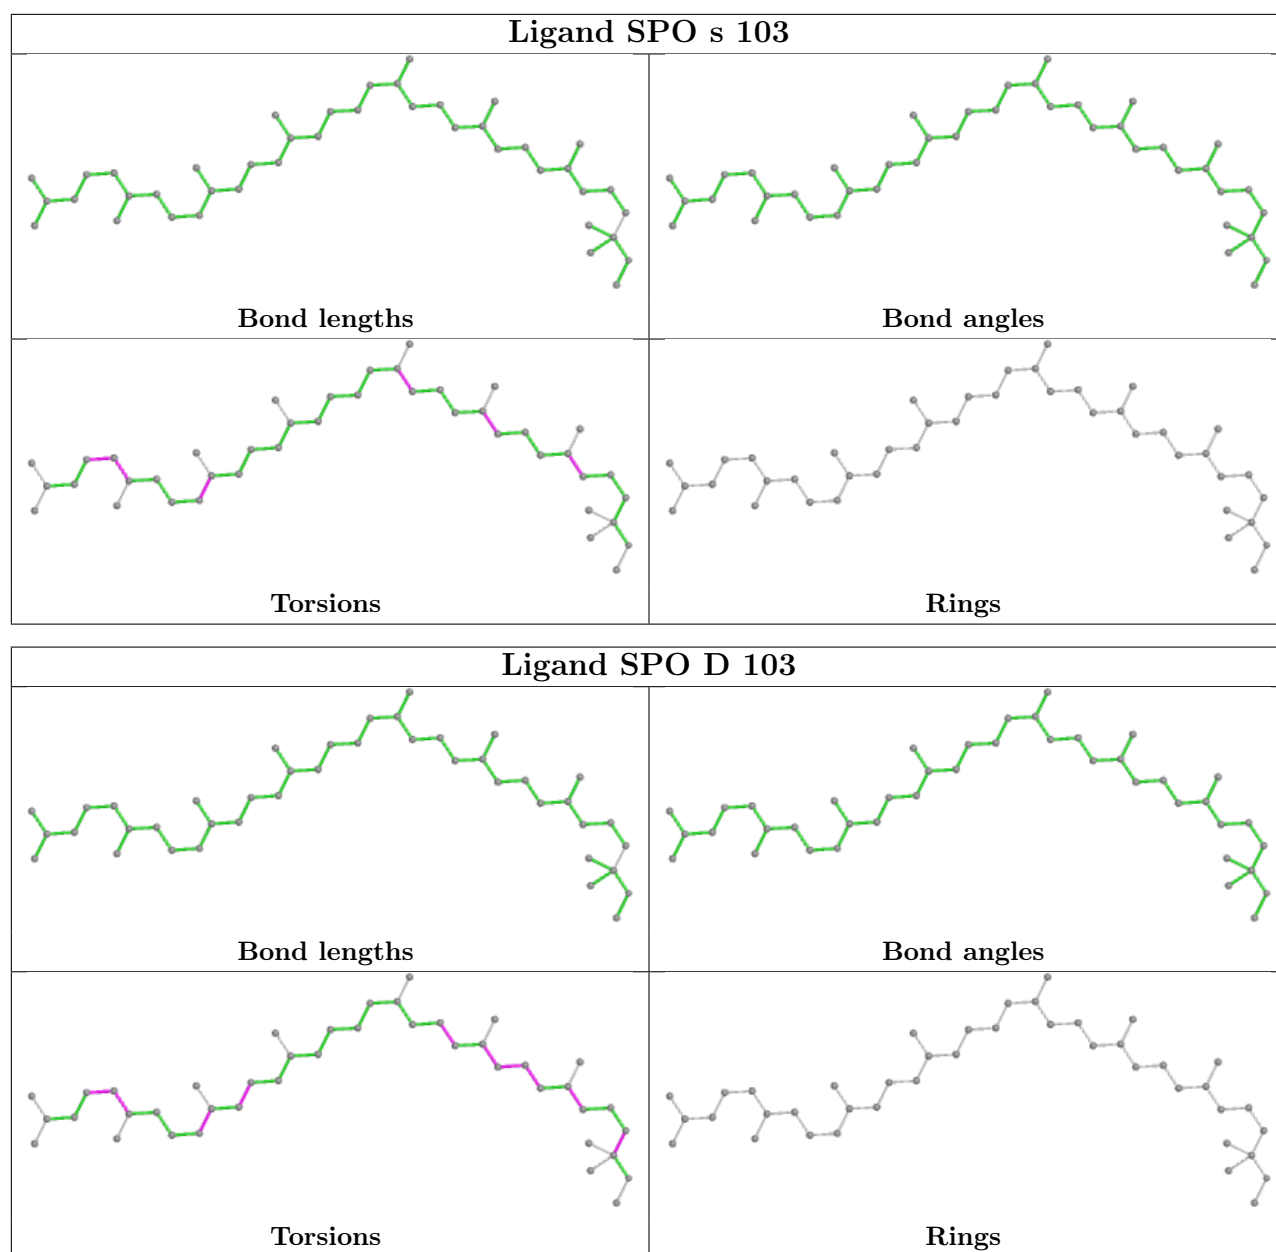 Ligand SPO s 103
Bond lengths
Bond angles
Torsions
Rings
Ligand SPO D 103
Bond lengths
Bond angles
Torsions
Rings